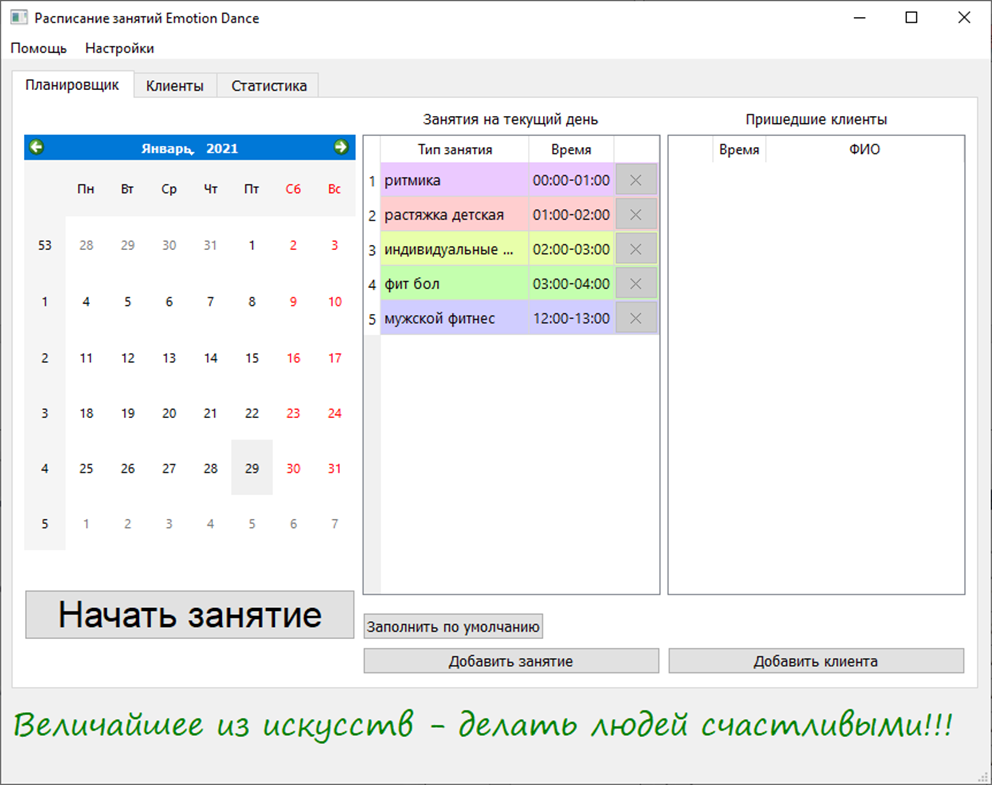 Расписание занятий Emotion Dance
Помощь Настройки
Планировщик Клиенты Статистика
Январь, 2021
Пн Вт Ср Чт Пт Сб Вс
53 28 29 30 31 1 2 3
1 4 5 6 7 8 9 10
2 11 12 13 14 15 16 17
3 18 19 20 21 22 23 24
4 25 26 27 28 29 30 31
5 1 2 3 4 5 6 7
Начать занятие
Занятия на текущий день
Тип занятия Время
1 ритмика 00:00-01:00
2 растяжка детская 01:00-02:00
3 индивидуальные ... 02:00-03:00
4 фит бол 03:00-04:00
5 мужской фитнес 12:00-13:00
Заполнить по умолчанию
Добавить занятие
Пришедшие клиенты
Время ФИО
Добавить клиента
Величайшее из искусств - делать людей счастливыми!!!